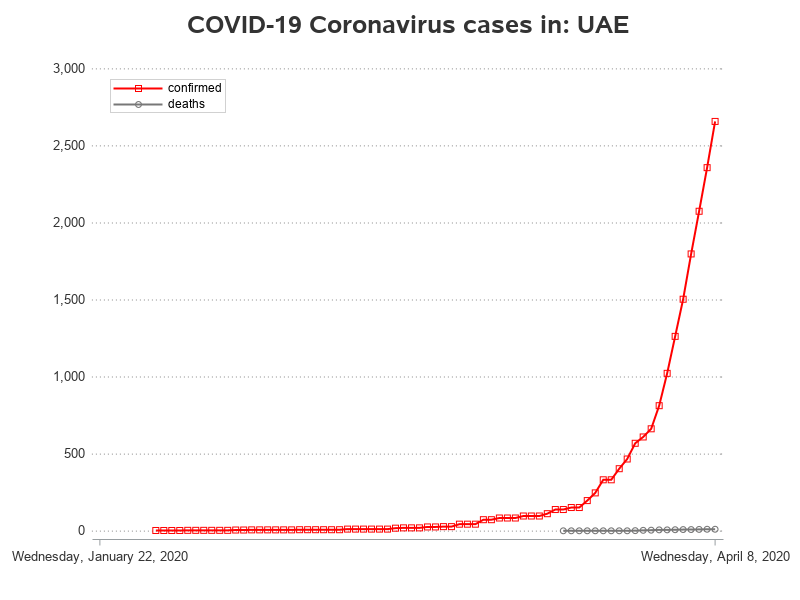 COVID-19 Coronavirus cases in: UAE
3,000
confirmed
deaths
2,500
2,000
1,500
1,000
500
0
Wednesday, January 22, 2020
Wednesday, April 8, 2020